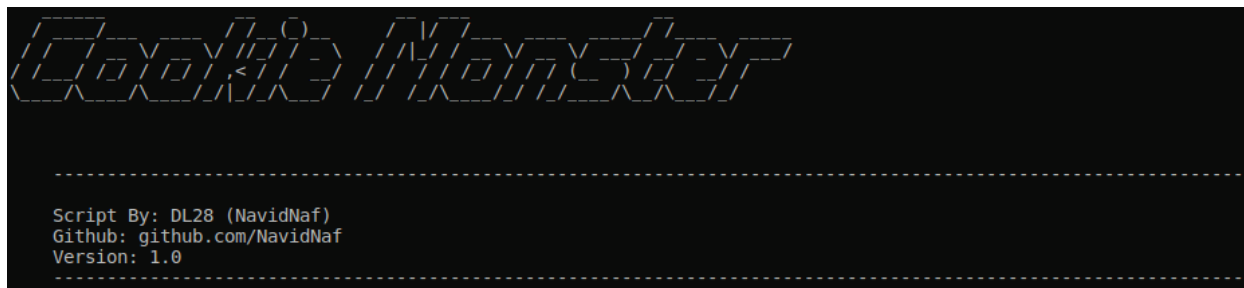 Cookie Monster
Script By: DL28 (NavidNaf)
Github: github.com/NavidNaf
Version: 1.0